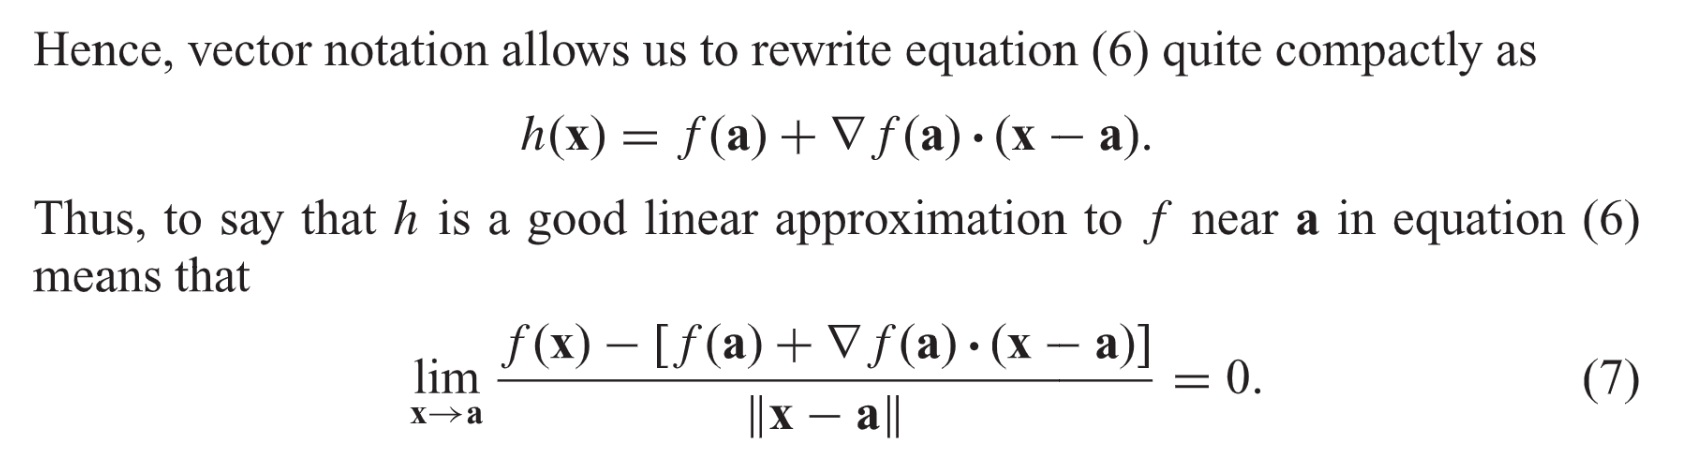 Hence, vector notation allows us to rewrite equation (6) quite compactly as
h(x) = f(a) + ∇f(a) · (x − a).
Thus, to say that h is a good linear approximation to f near a in equation (6)
means that
lim x→a f(x) − [f(a) + ∇f(a) · (x − a)] / ‖x − a‖ = 0. (7)